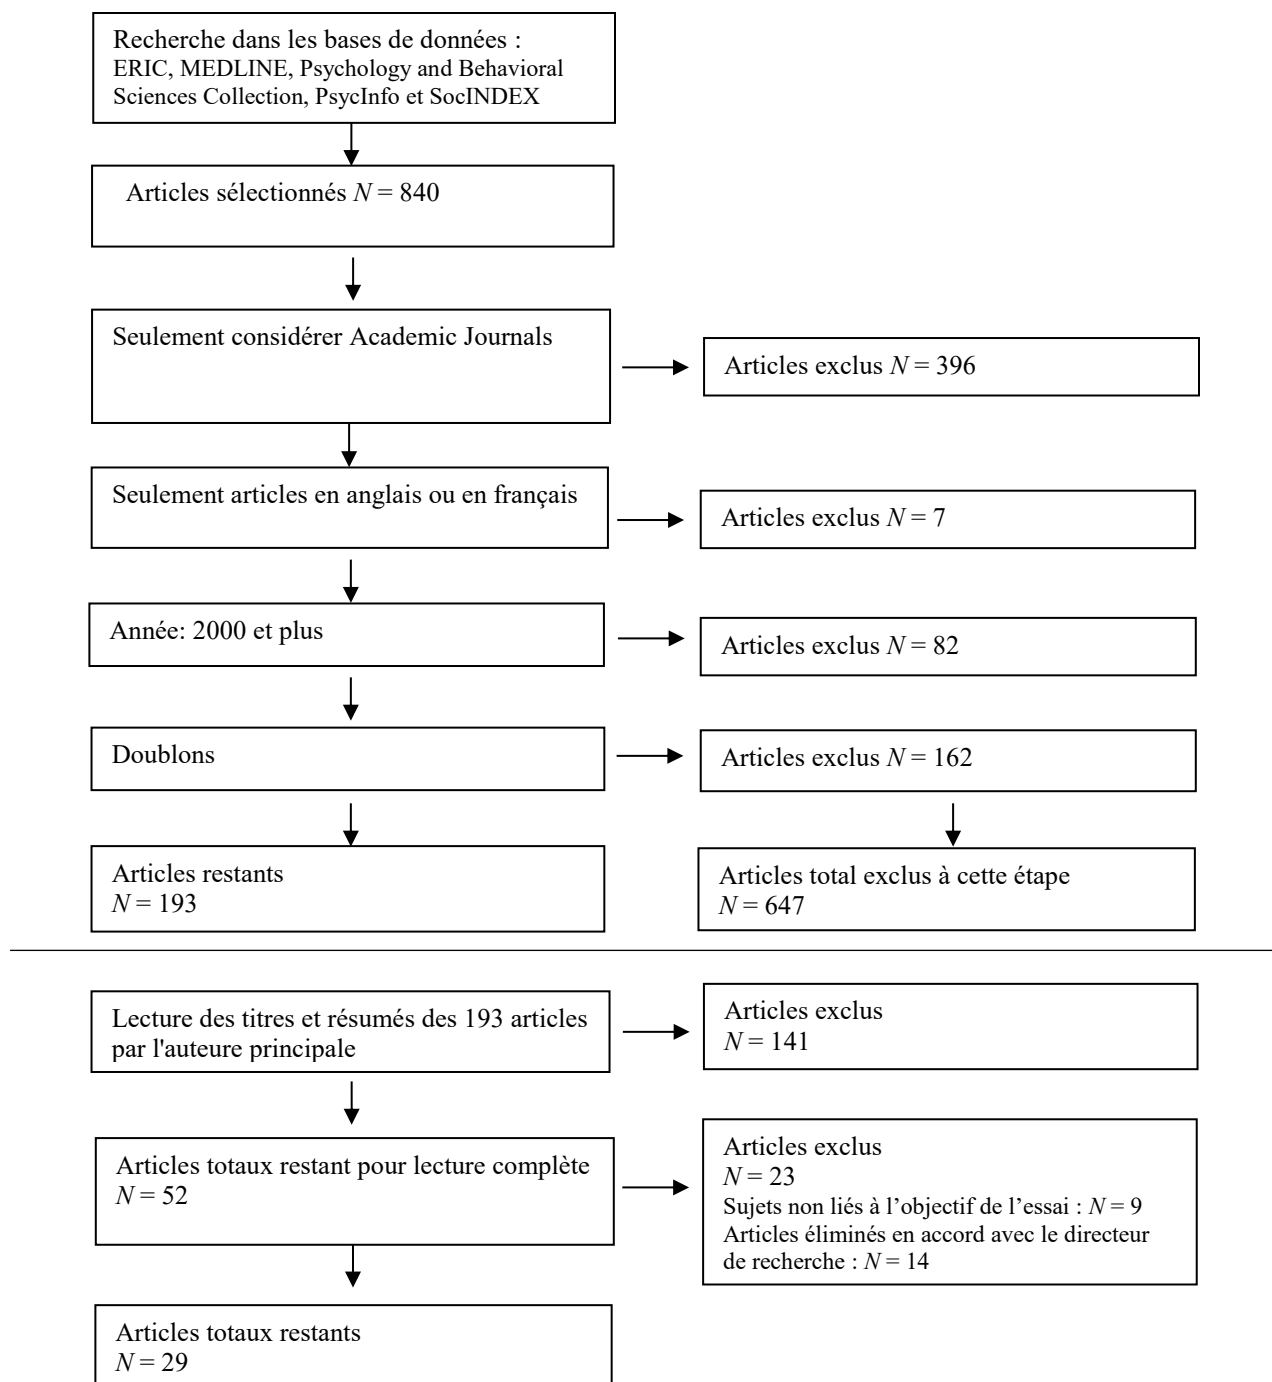 Recherche dans les bases de données :
ERIC, MEDLINE, Psychology and Behavioral
Sciences Collection, PsycInfo et SocINDEX
Articles sélectionnés N = 840
Seulement considérer Academic Journals
Articles exclus N = 396
Seulement articles en anglais ou en français
Articles exclus N = 7
Année: 2000 et plus
Articles exclus N = 82
Doublons
Articles exclus N = 162
Articles restants
N = 193
Articles total exclus à cette étape
N = 647
Lecture des titres et résumés des 193 articles
par l'auteure principale
Articles exclus
N = 141
Articles totaux restant pour lecture complète
N = 52
Articles exclus
N = 23
Sujets non liés à l’objectif de l’essai : N = 9
Articles éliminés en accord avec le directeur
de recherche : N = 14
Articles totaux restants
N = 29